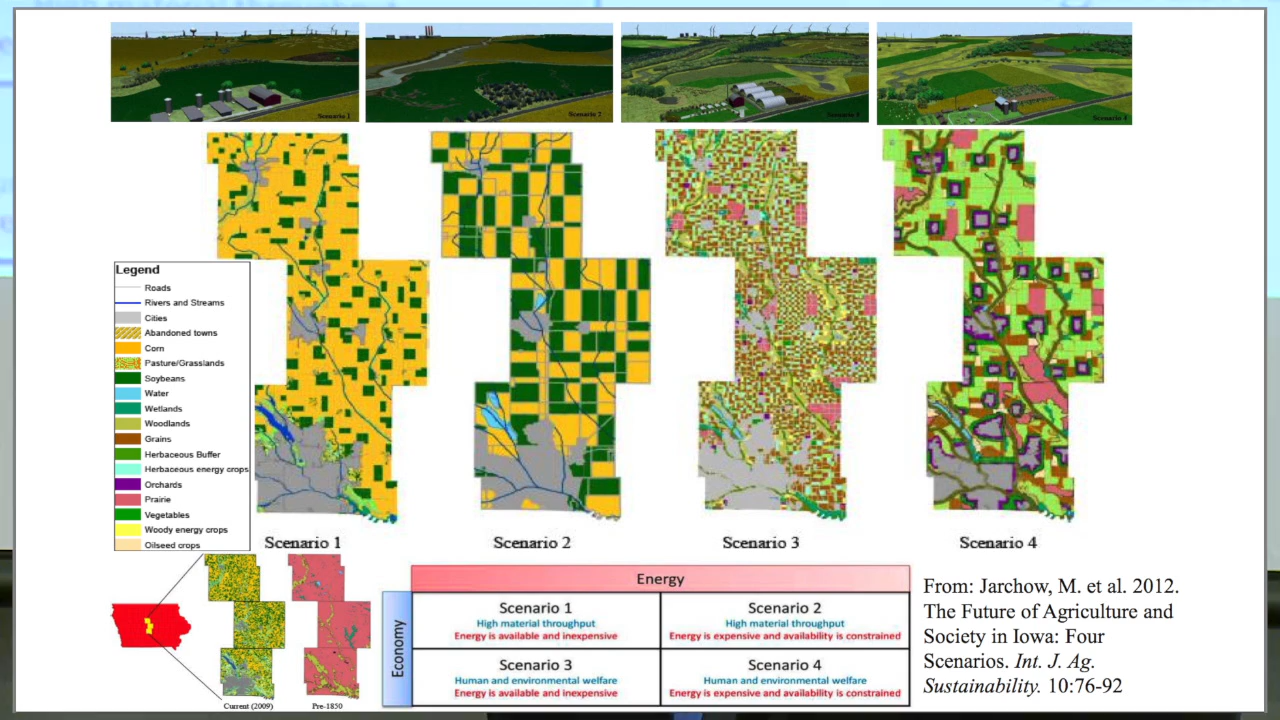 Scenario 1
Scenario 2
Scenario 4
Legend
Roads
Rivers and Streams
Cities
Abandoned towns
Corn
Pasture/Grasslands
Soybeans
Water
Wetlands
Woodlands
Grains
Herbaceous Buffer
Herbaceous energy crops
Orchards
Prairie
Vegetables
Woody energy crops
Oilseed crops
Scenario 1
Scenario 2
Scenario 3
Scenario 4
Current (2009)
Pre-1850
Energy
Economy
Scenario 1
High material throughput
Energy is available and inexpensive
Scenario 2
High material throughput
Energy is expensive and availability is constrained
Scenario 3
Human and environmental welfare
Energy is available and inexpensive
Scenario 4
Human and environmental welfare
Energy is expensive and availability is constrained
From: Jarchow, M. et al. 2012.
The Future of Agriculture and
Society in Iowa: Four
Scenarios. Int. J. Ag.
Sustainability. 10:76-92